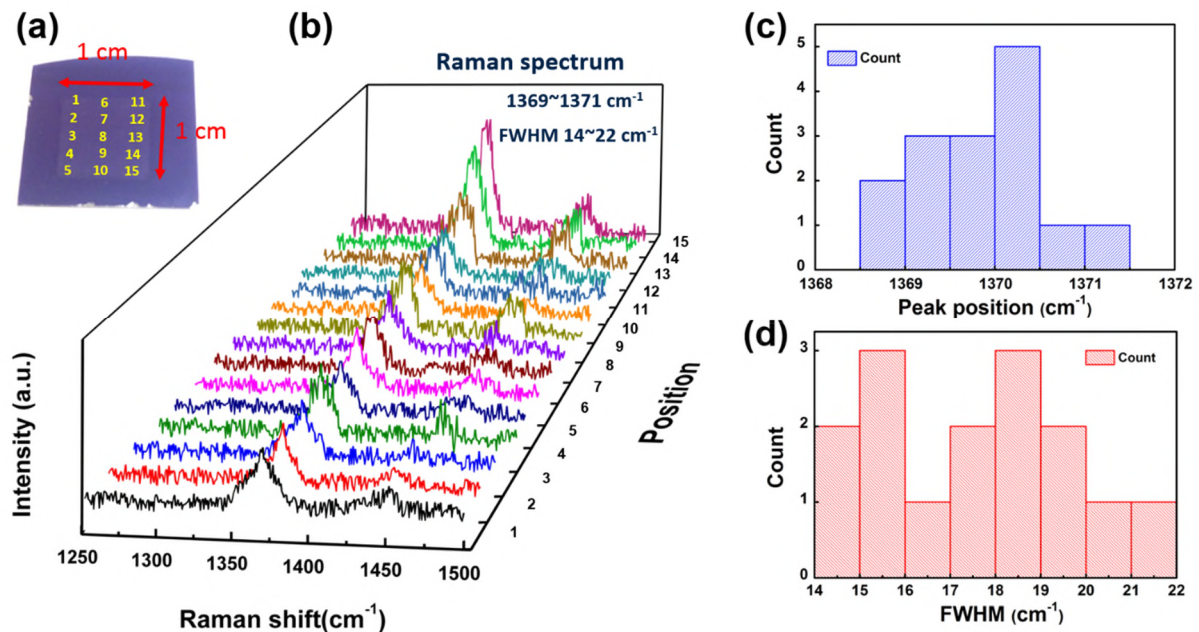 (a)
1 cm
1 6 11
2 7 12
3 8 13
4 9 14
5 10 15
1 cm
(b)
Raman spectrum
1369~1371 cm⁻¹
FWHM 14~22 cm⁻¹
Intensity (a.u.)
1250 1300 1350 1400 1450 1500
Raman shift(cm⁻¹)
1
2
3
4
5
6
7
8
9
10
11
12
13
14
15
Position
(c)
Count
5
4
3
2
1
0
Count
1368 1369 1370 1371 1372
Peak position (cm⁻¹)
(d)
Count
3
2
1
0
Count
14 15 16 17 18 19 20 21 22
FWHM (cm⁻¹)